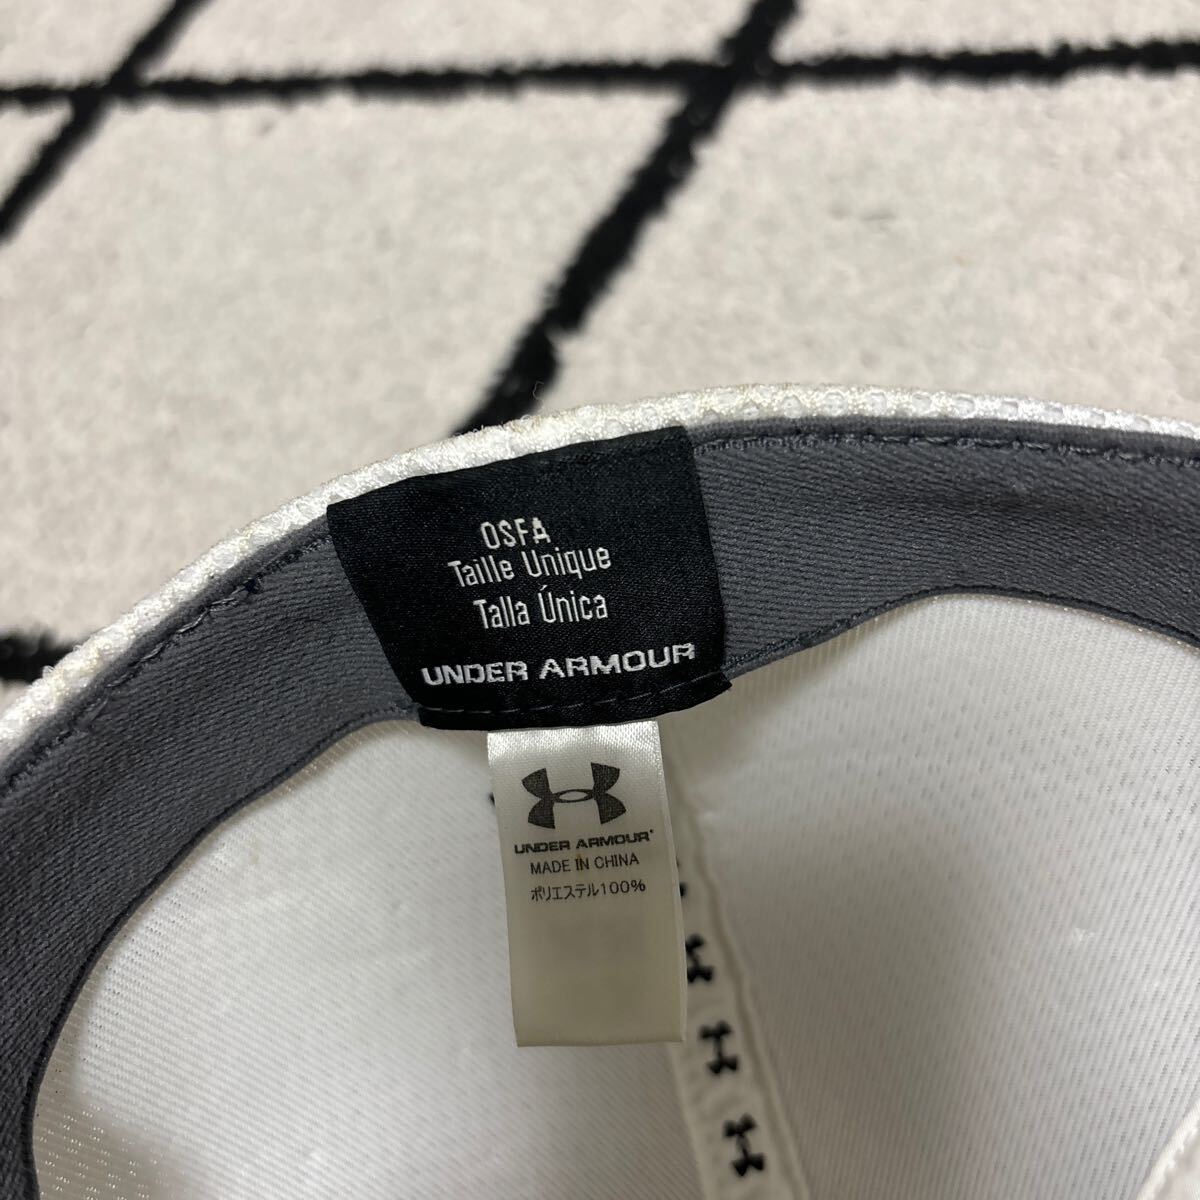 OSFA
Taille Unique
Talla Única
UNDER ARMOUR
UNDER ARMOUR
MADE IN CHINA
ポリエステル100%